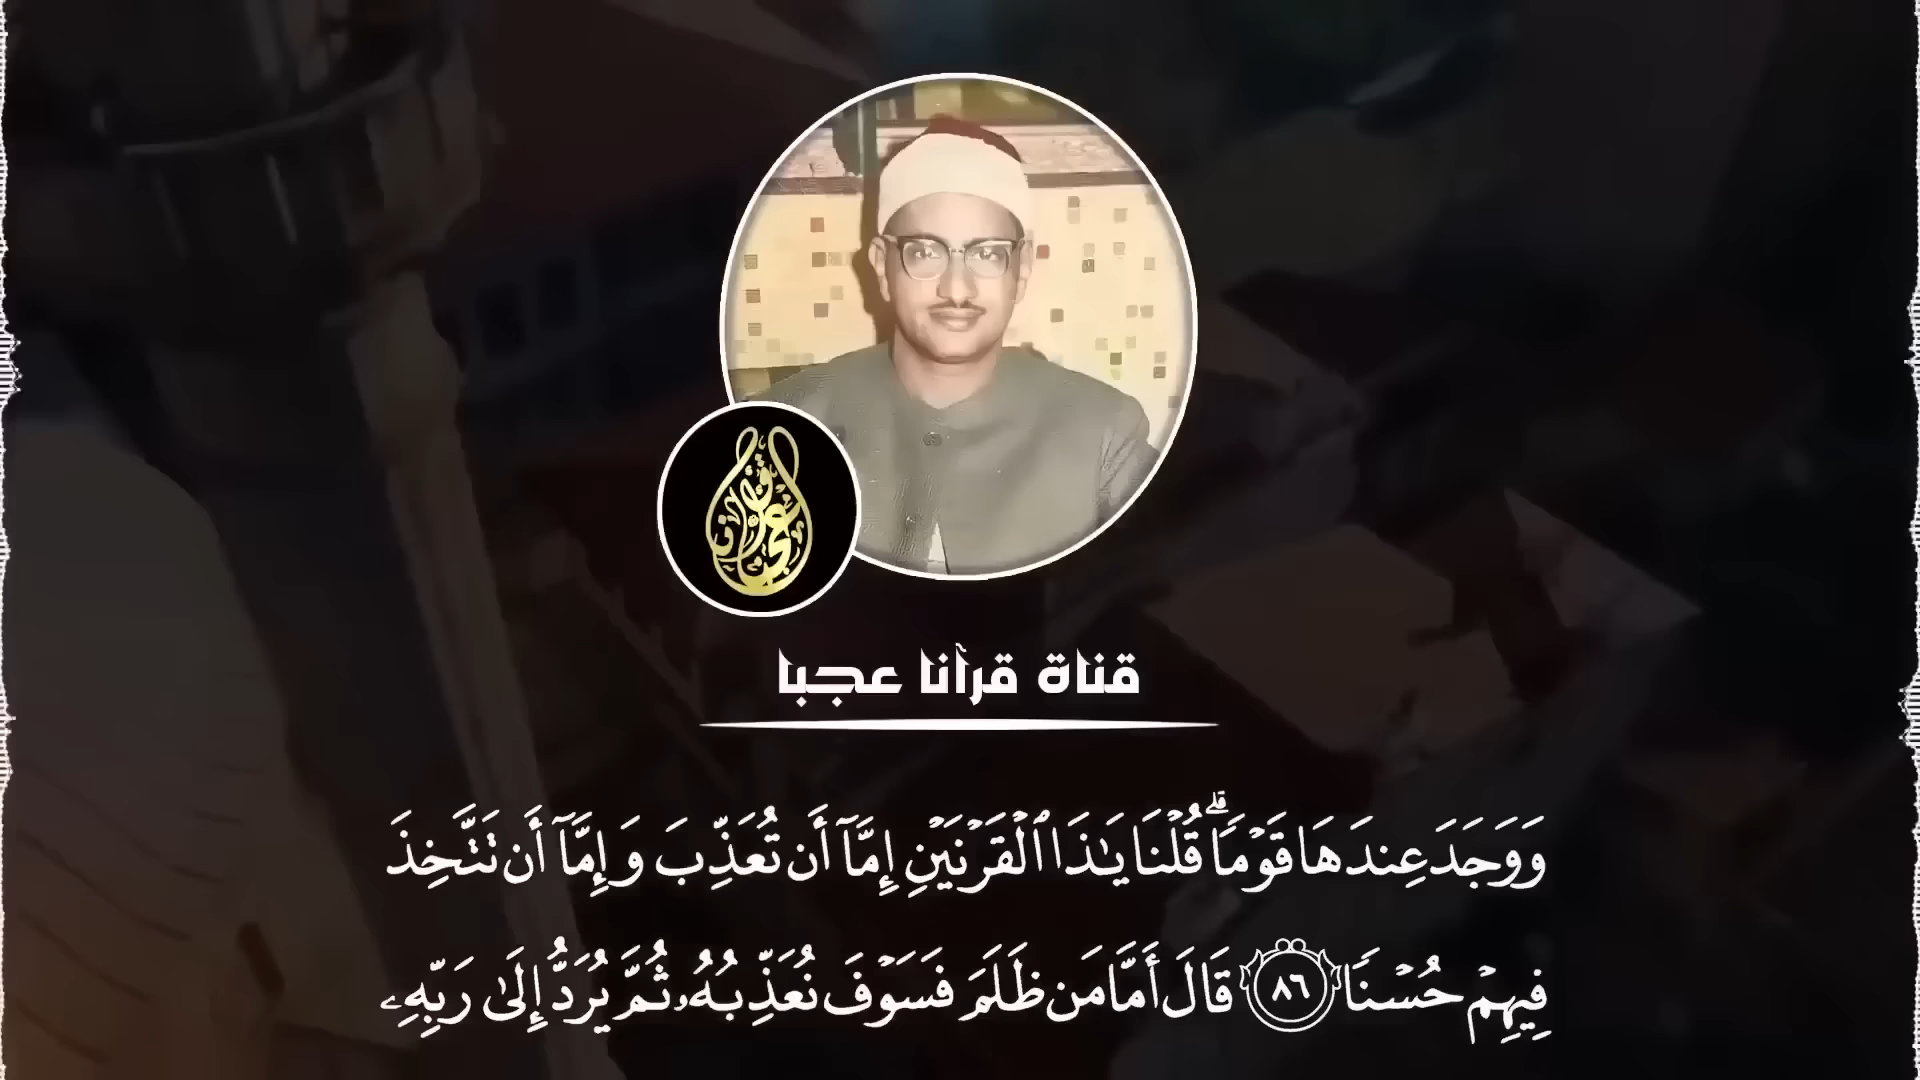 قناة قرآنا عجبا
وَوَجَدَ عِندَهَا قَوْمًاۗ قُلْنَا يَٰذَا ٱلْقَرْنَيْنِ إِمَّآ أَن تُعَذِّبَ وَإِمَّآ أَن تَتَّخِذَ
فِيهِمْ حُسْنًا ٨٦ قَالَ أَمَّا مَن ظَلَمَ فَسَوْفَ نُعَذِّبُهُۥ ثُمَّ يُرَدُّ إِلَىٰ رَبِّهِۦ